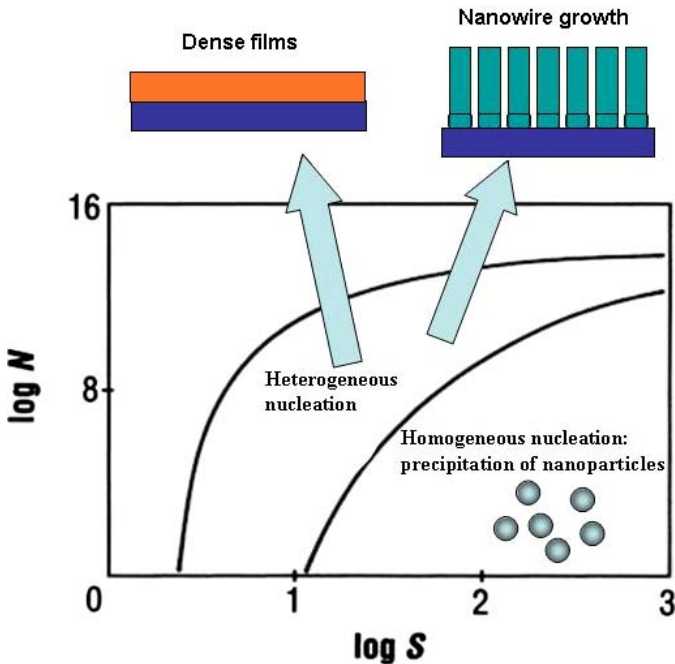 Nanowire growth
Dense films
16
8
0
1
2
3
log N
log S
Heterogeneous
nucleation
Homogeneous nucleation:
precipitation of nanoparticles